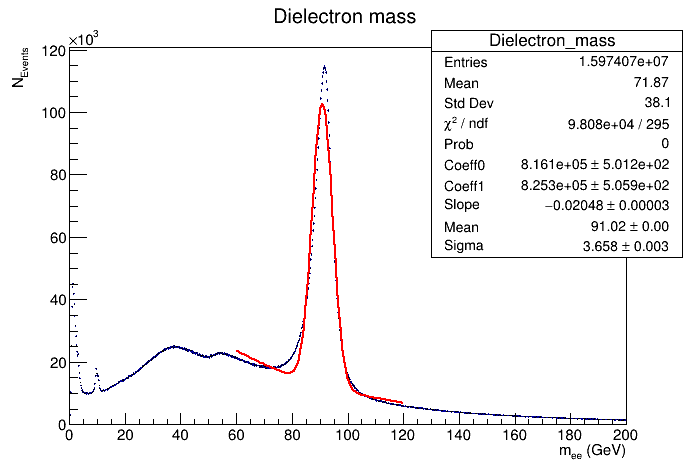 Dielectron mass
×10³
N_Events
120
100
80
60
40
20
0
0 20 40 60 80 100 120 140 160 180 200
m_ee (GeV)
Dielectron_mass
Entries 1.597407e+07
Mean 71.87
Std Dev 38.1
χ² / ndf 9.808e+04 / 295
Prob 0
Coeff0 8.161e+05 ± 5.012e+02
Coeff1 8.253e+05 ± 5.059e+02
Slope −0.02048 ± 0.00003
Mean 91.02 ± 0.00
Sigma 3.658 ± 0.003